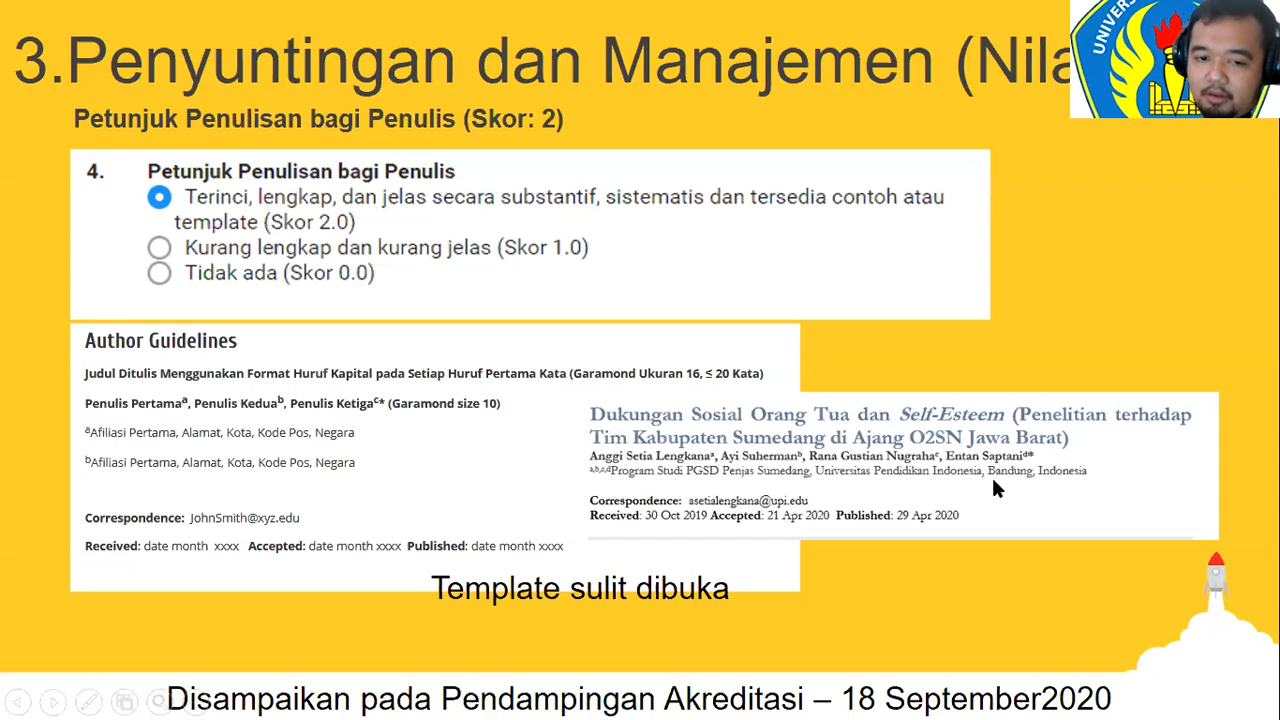 3.Penyuntingan dan Manajemen (Nila
UNIVERS
Petunjuk Penulisan bagi Penulis (Skor: 2)
4. Petunjuk Penulisan bagi Penulis
Terinci, lengkap, dan jelas secara substantif, sistematis dan tersedia contoh atau
template (Skor 2.0)
Kurang lengkap dan kurang jelas (Skor 1.0)
Tidak ada (Skor 0.0)
Author Guidelines
Judul Ditulis Menggunakan Format Huruf Kapital pada Setiap Huruf Pertama Kata (Garamond Ukuran 16, ≤ 20 Kata)
Penulis Pertamaᵃ, Penulis Keduaᵇ, Penulis Ketigaᶜ* (Garamond size 10)
ᵃAfiliasi Pertama, Alamat, Kota, Kode Pos, Negara
ᵇAfiliasi Pertama, Alamat, Kota, Kode Pos, Negara
Correspondence: JohnSmith@xyz.edu
Received: date month xxxx Accepted: date month xxxx Published: date month xxxx
Dukungan Sosial Orang Tua dan Self-Esteem (Penelitian terhadap
Tim Kabupaten Sumedang di Ajang O2SN Jawa Barat)
Anggi Setia Lengkanaᵃ, Ayi Suhermanᵇ, Rana Gustian Nugrahaᶜ, Entan Saptaniᵈ*
ᵃ,ᵇ,ᶜ,ᵈProgram Studi PGSD Penjas Sumedang, Universitas Pendidikan Indonesia, Bandung, Indonesia
Correspondence: asetialengkana@upi.edu
Received: 30 Oct 2019 Accepted: 21 Apr 2020 Published: 29 Apr 2020
Template sulit dibuka
Disampaikan pada Pendampingan Akreditasi – 18 September2020